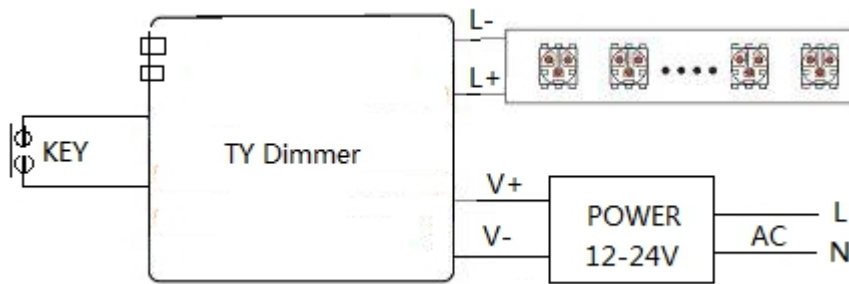 L-
L+
KEY
TY Dimmer
V+
V-
POWER
12-24V
L
AC
N